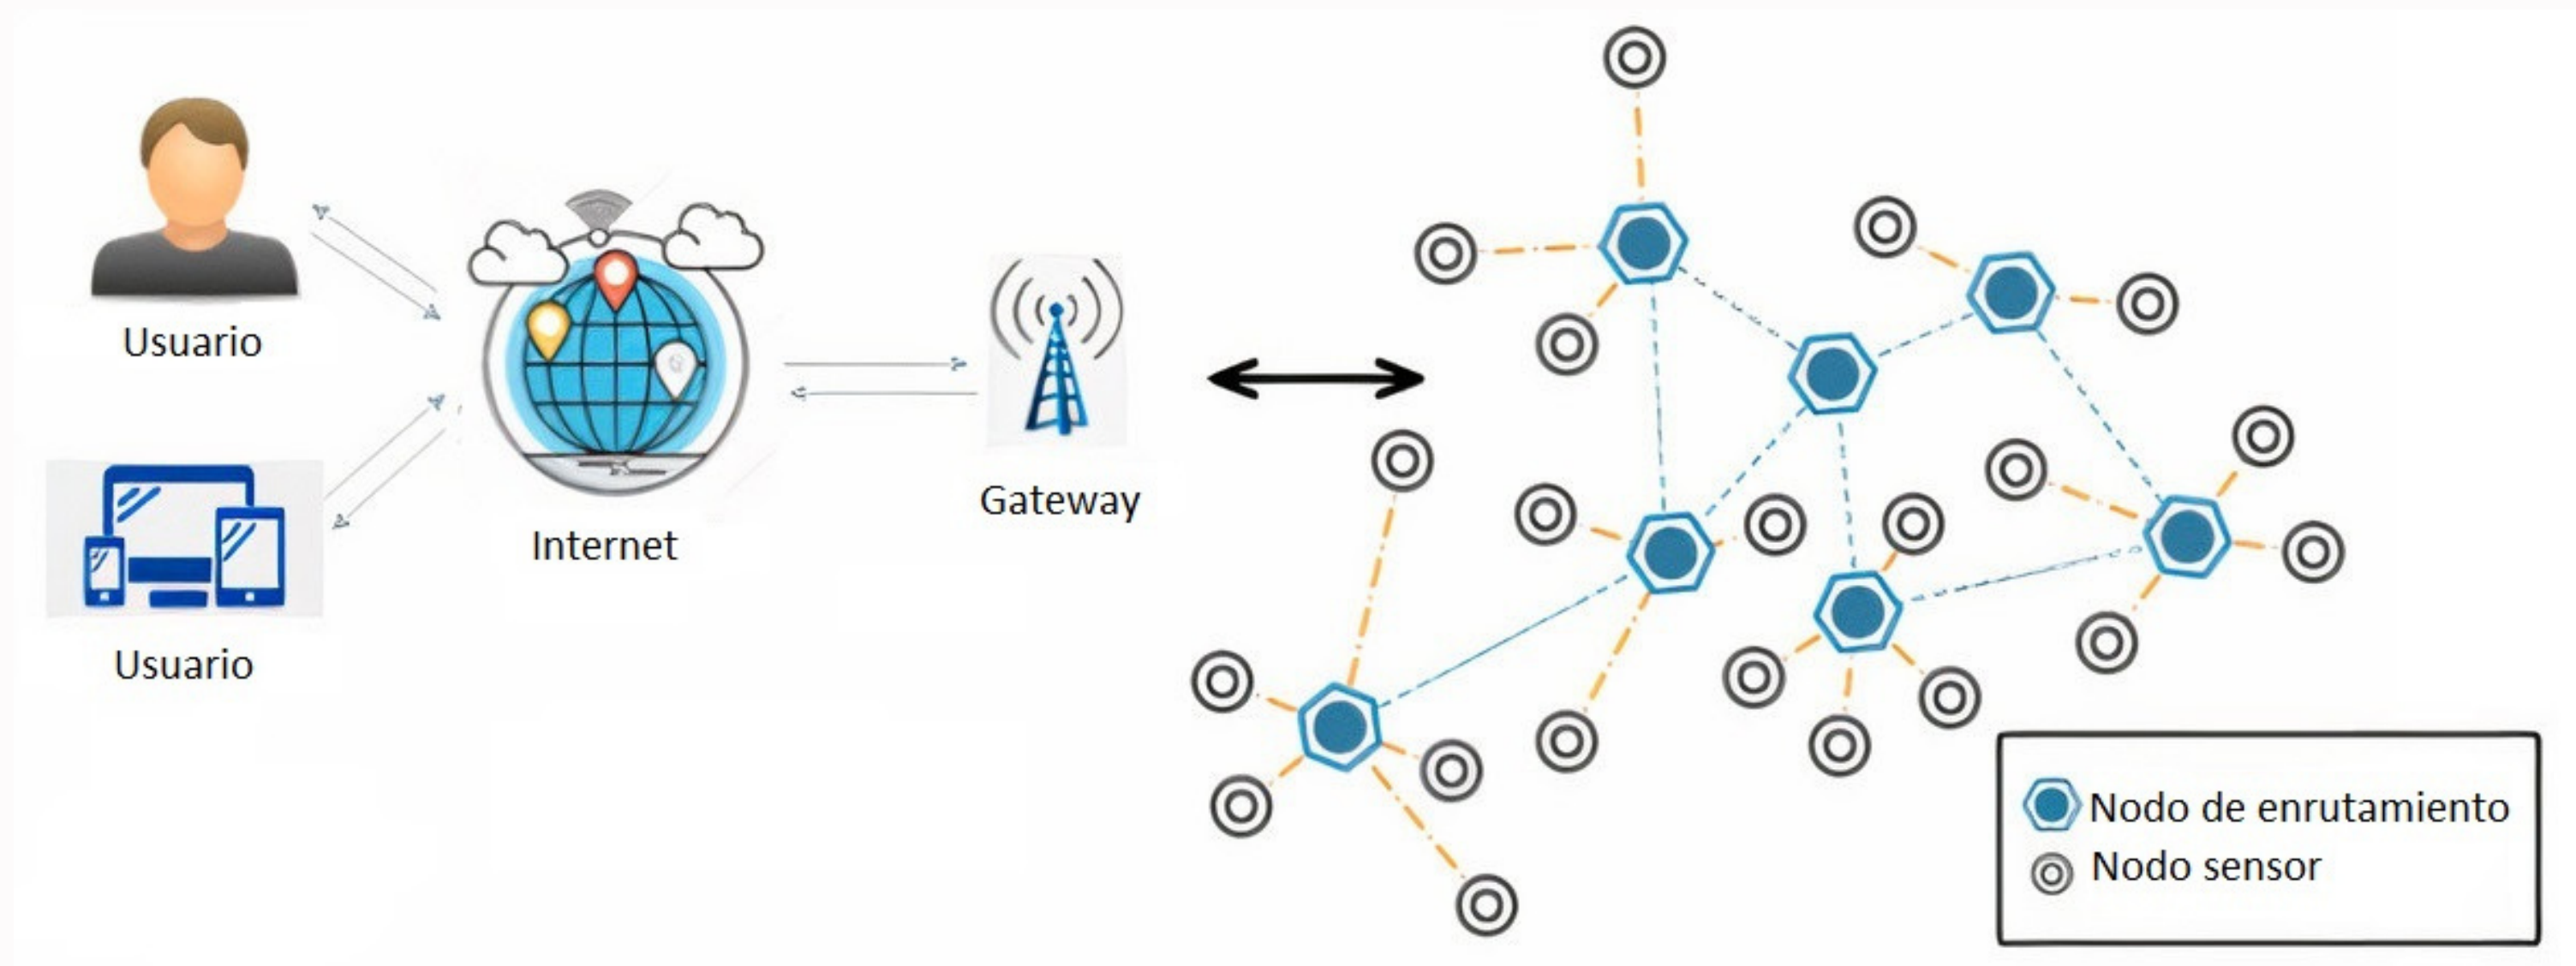 Usuario
Usuario
Internet
Gateway
Nodo de enrutamiento
Nodo sensor